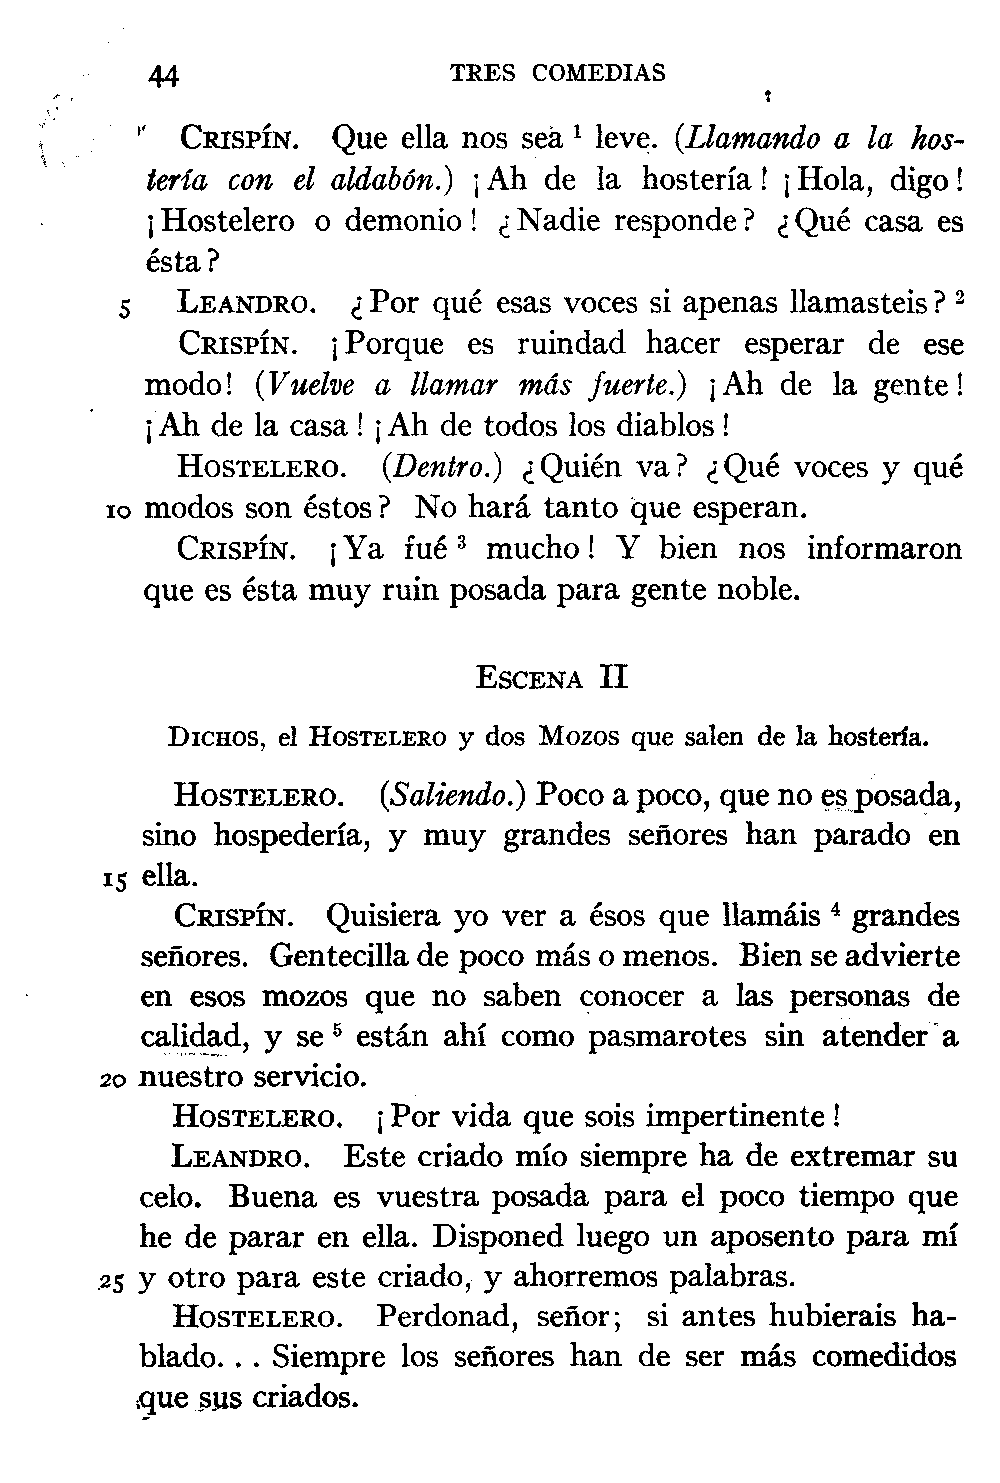 44 TRES COMEDIAS
CRISPÍN. Que ella nos sea ¹ leve. (Llamando a la hos-
tería con el aldabón.) ¡Ah de la hostería! ¡Hola, digo!
¡Hostelero o demonio! ¿Nadie responde? ¿Qué casa es
ésta?
5 LEANDRO. ¿Por qué esas voces si apenas llamasteis? ²
CRISPÍN. ¡Porque es ruindad hacer esperar de ese
modo! (Vuelve a llamar más fuerte.) ¡Ah de la gente!
¡Ah de la casa! ¡Ah de todos los diablos!
HOSTELERO. (Dentro.) ¿Quién va? ¿Qué voces y qué
10 modos son éstos? No hará tanto que esperan.
CRISPÍN. ¡Ya fué ³ mucho! Y bien nos informaron
que es ésta muy ruin posada para gente noble.
ESCENA II
DICHOS, el HOSTELERO y dos MOZOS que salen de la hostería.
HOSTELERO. (Saliendo.) Poco a poco, que no es posada,
sino hospedería, y muy grandes señores han parado en
15 ella.
CRISPÍN. Quisiera yo ver a ésos que llamáis ⁴ grandes
señores. Gentecilla de poco más o menos. Bien se advierte
en esos mozos que no saben conocer a las personas de
calidad, y se ⁵ están ahí como pasmarotes sin atender a
20 nuestro servicio.
HOSTELERO. ¡Por vida que sois impertinente!
LEANDRO. Este criado mío siempre ha de extremar su
celo. Buena es vuestra posada para el poco tiempo que
he de parar en ella. Disponed luego un aposento para mí
25 y otro para este criado, y ahorremos palabras.
HOSTELERO. Perdonad, señor; si antes hubierais ha-
blado. . . Siempre los señores han de ser más comedidos
que sus criados.